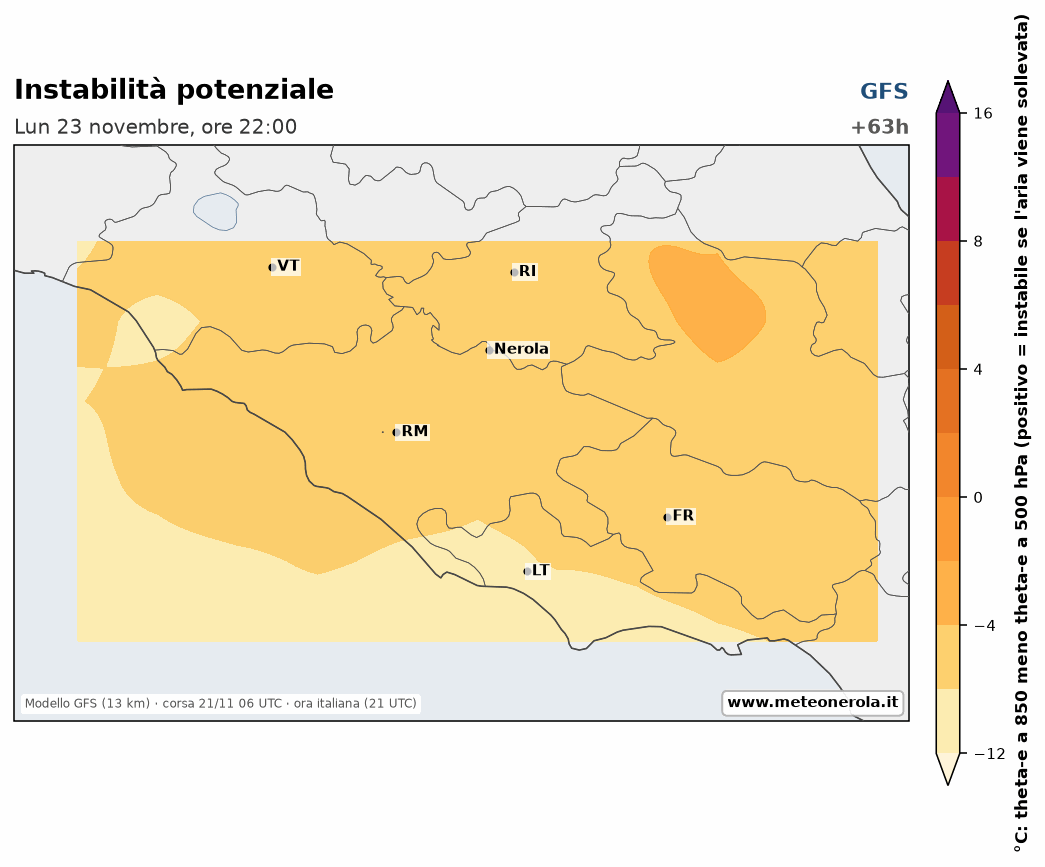 Instabilità potenziale
GFS
Lun 23 novembre, ore 22:00
+63h
VT
RI
Nerola
RM
FR
LT
Modello GFS (13 km) · corsa 21/11 06 UTC · ora italiana (21 UTC)
www.meteonerola.it
16
8
4
0
−4
−12
°C: theta-e a 850 meno theta-e a 500 hPa (positivo = instabile se l'aria viene sollevata)